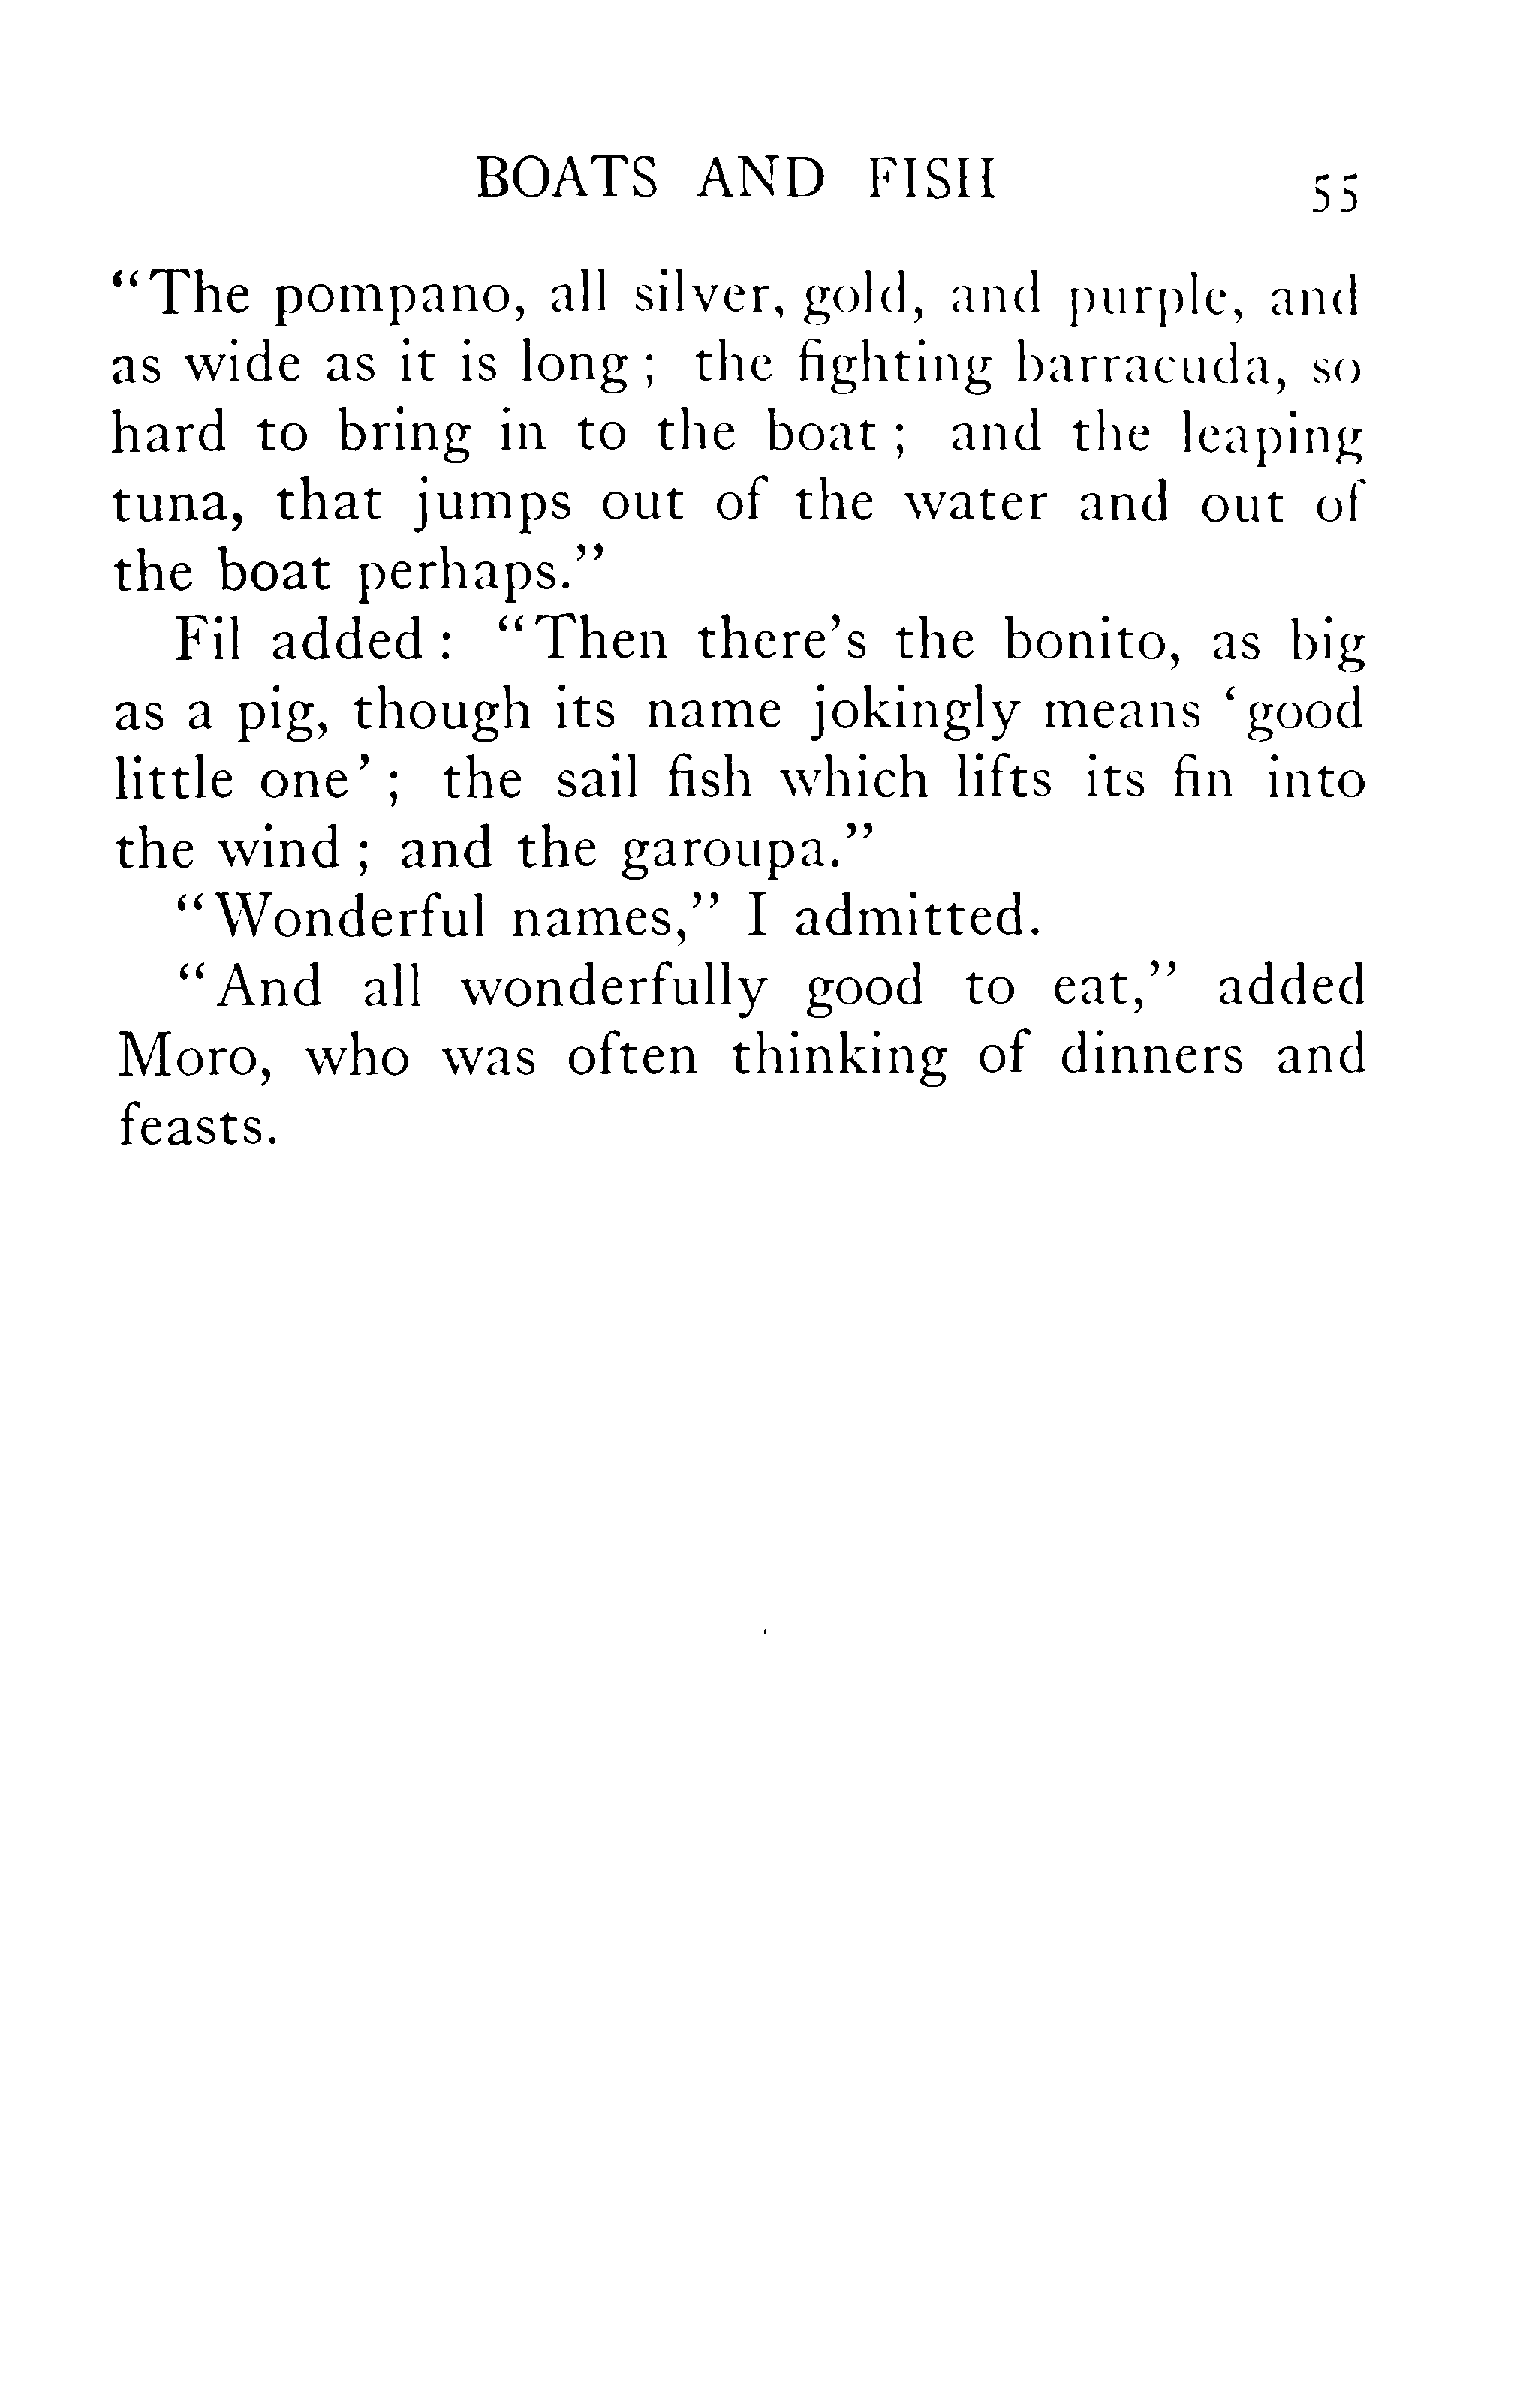 BOATS AND FISH 55
“The pompano, all silver, gold, and purple, and
as wide as it is long; the fighting barracuda, so
hard to bring in to the boat; and the leaping
tuna, that jumps out of the water and out of
the boat perhaps.”
Fil added: “Then there’s the bonito, as big
as a pig, though its name jokingly means ‘good
little one’; the sail fish which lifts its fin into
the wind; and the garoupa.”
“Wonderful names,” I admitted.
“And all wonderfully good to eat,” added
Moro, who was often thinking of dinners and
feasts.